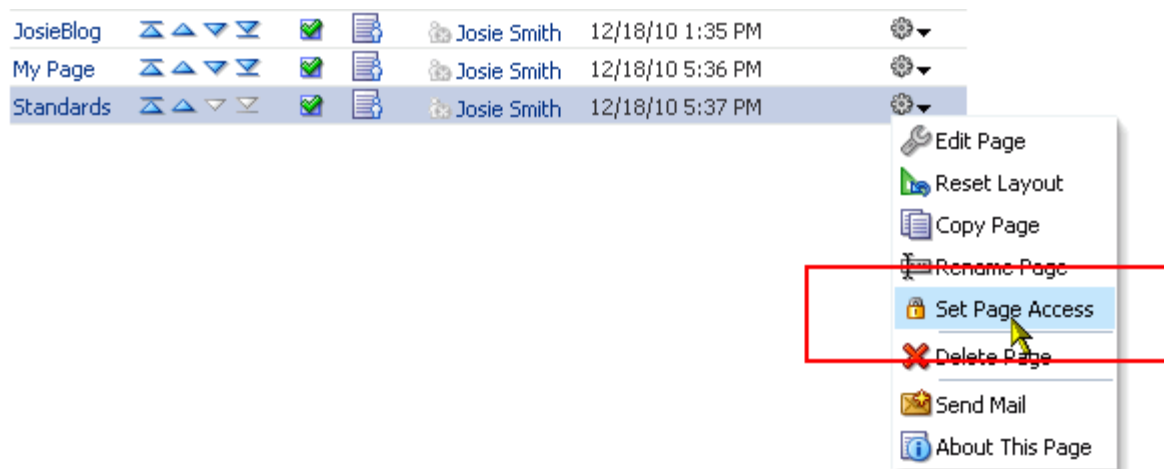 JosieBlog Josie Smith 12/18/10 1:35 PM
My Page Josie Smith 12/18/10 5:36 PM
Standards Josie Smith 12/18/10 5:37 PM
Edit Page
Reset Layout
Copy Page
Rename Page
Set Page Access
Delete Page
Send Mail
About This Page